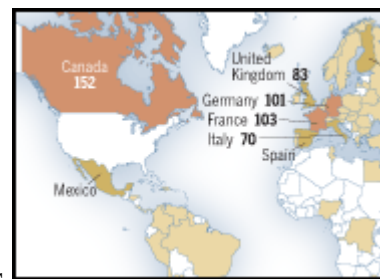 Canada
152
United
Kingdom 83
Germany 101
France 103
Italy 70
Spain
Mexico